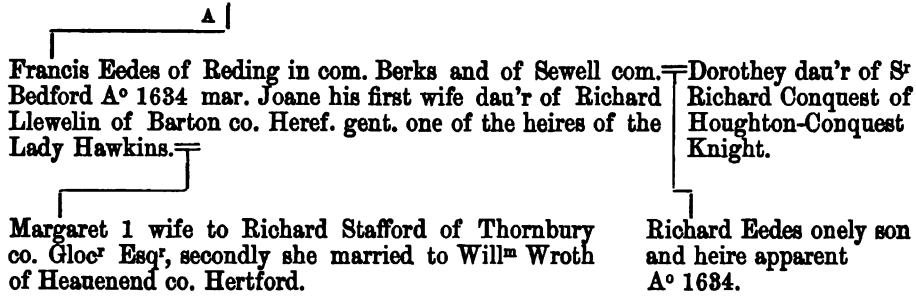 A
Francis Eedes of Reding in com. Berks and of Sewell com.
Bedford Aº 1634 mar. Joane his first wife dau'r of Richard
Llewelin of Barton co. Heref. gent. one of the heires of the
Lady Hawkins.
Dorothey dau'r of Sʳ
Richard Conquest of
Houghton-Conquest
Knight.
Margaret 1 wife to Richard Stafford of Thornbury
co. Glocʳ Esqʳ, secondly she married to Willᵐ Wroth
of Heauenend co. Hertford.
Richard Eedes onely son
and heire apparent
Aº 1634.